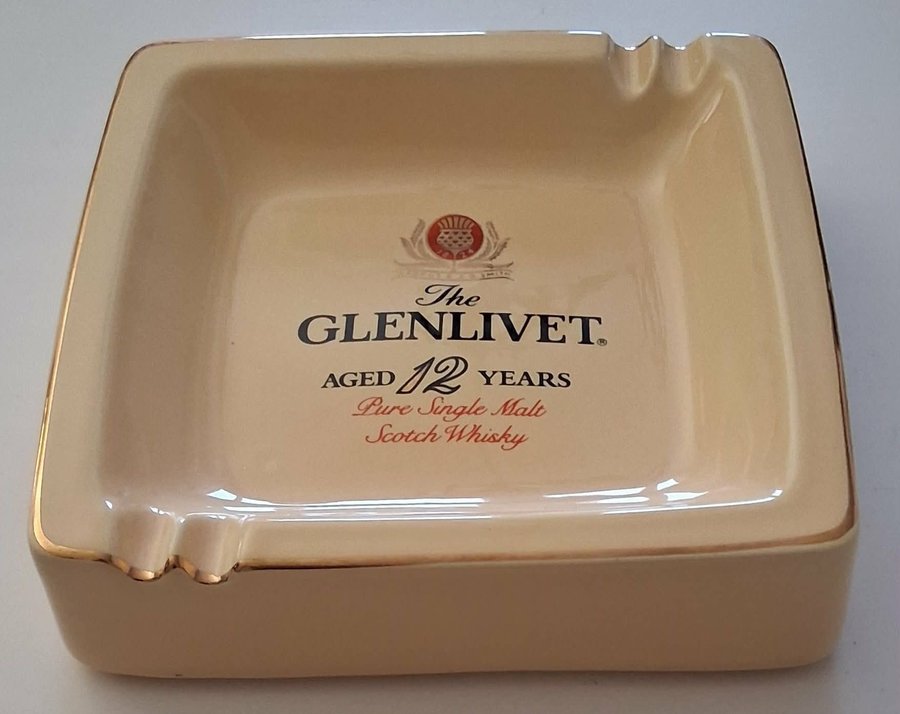 The
GLENLIVET®
AGED 12 YEARS
Pure Single Malt
Scotch Whisky